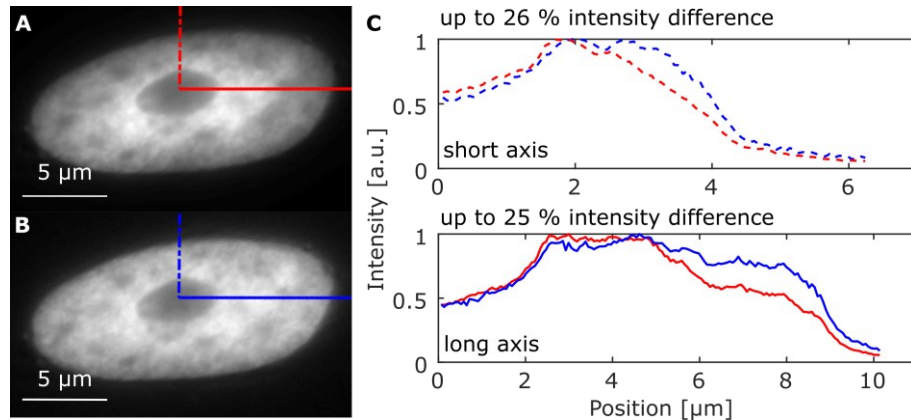 A
5 µm
B
5 µm
C
up to 26 % intensity difference
1
0.5
0
short axis
0 2 4 6
up to 25 % intensity difference
1
0.5
0
long axis
0 2 4 6 8 10
Intensity [a.u.]
Position [µm]